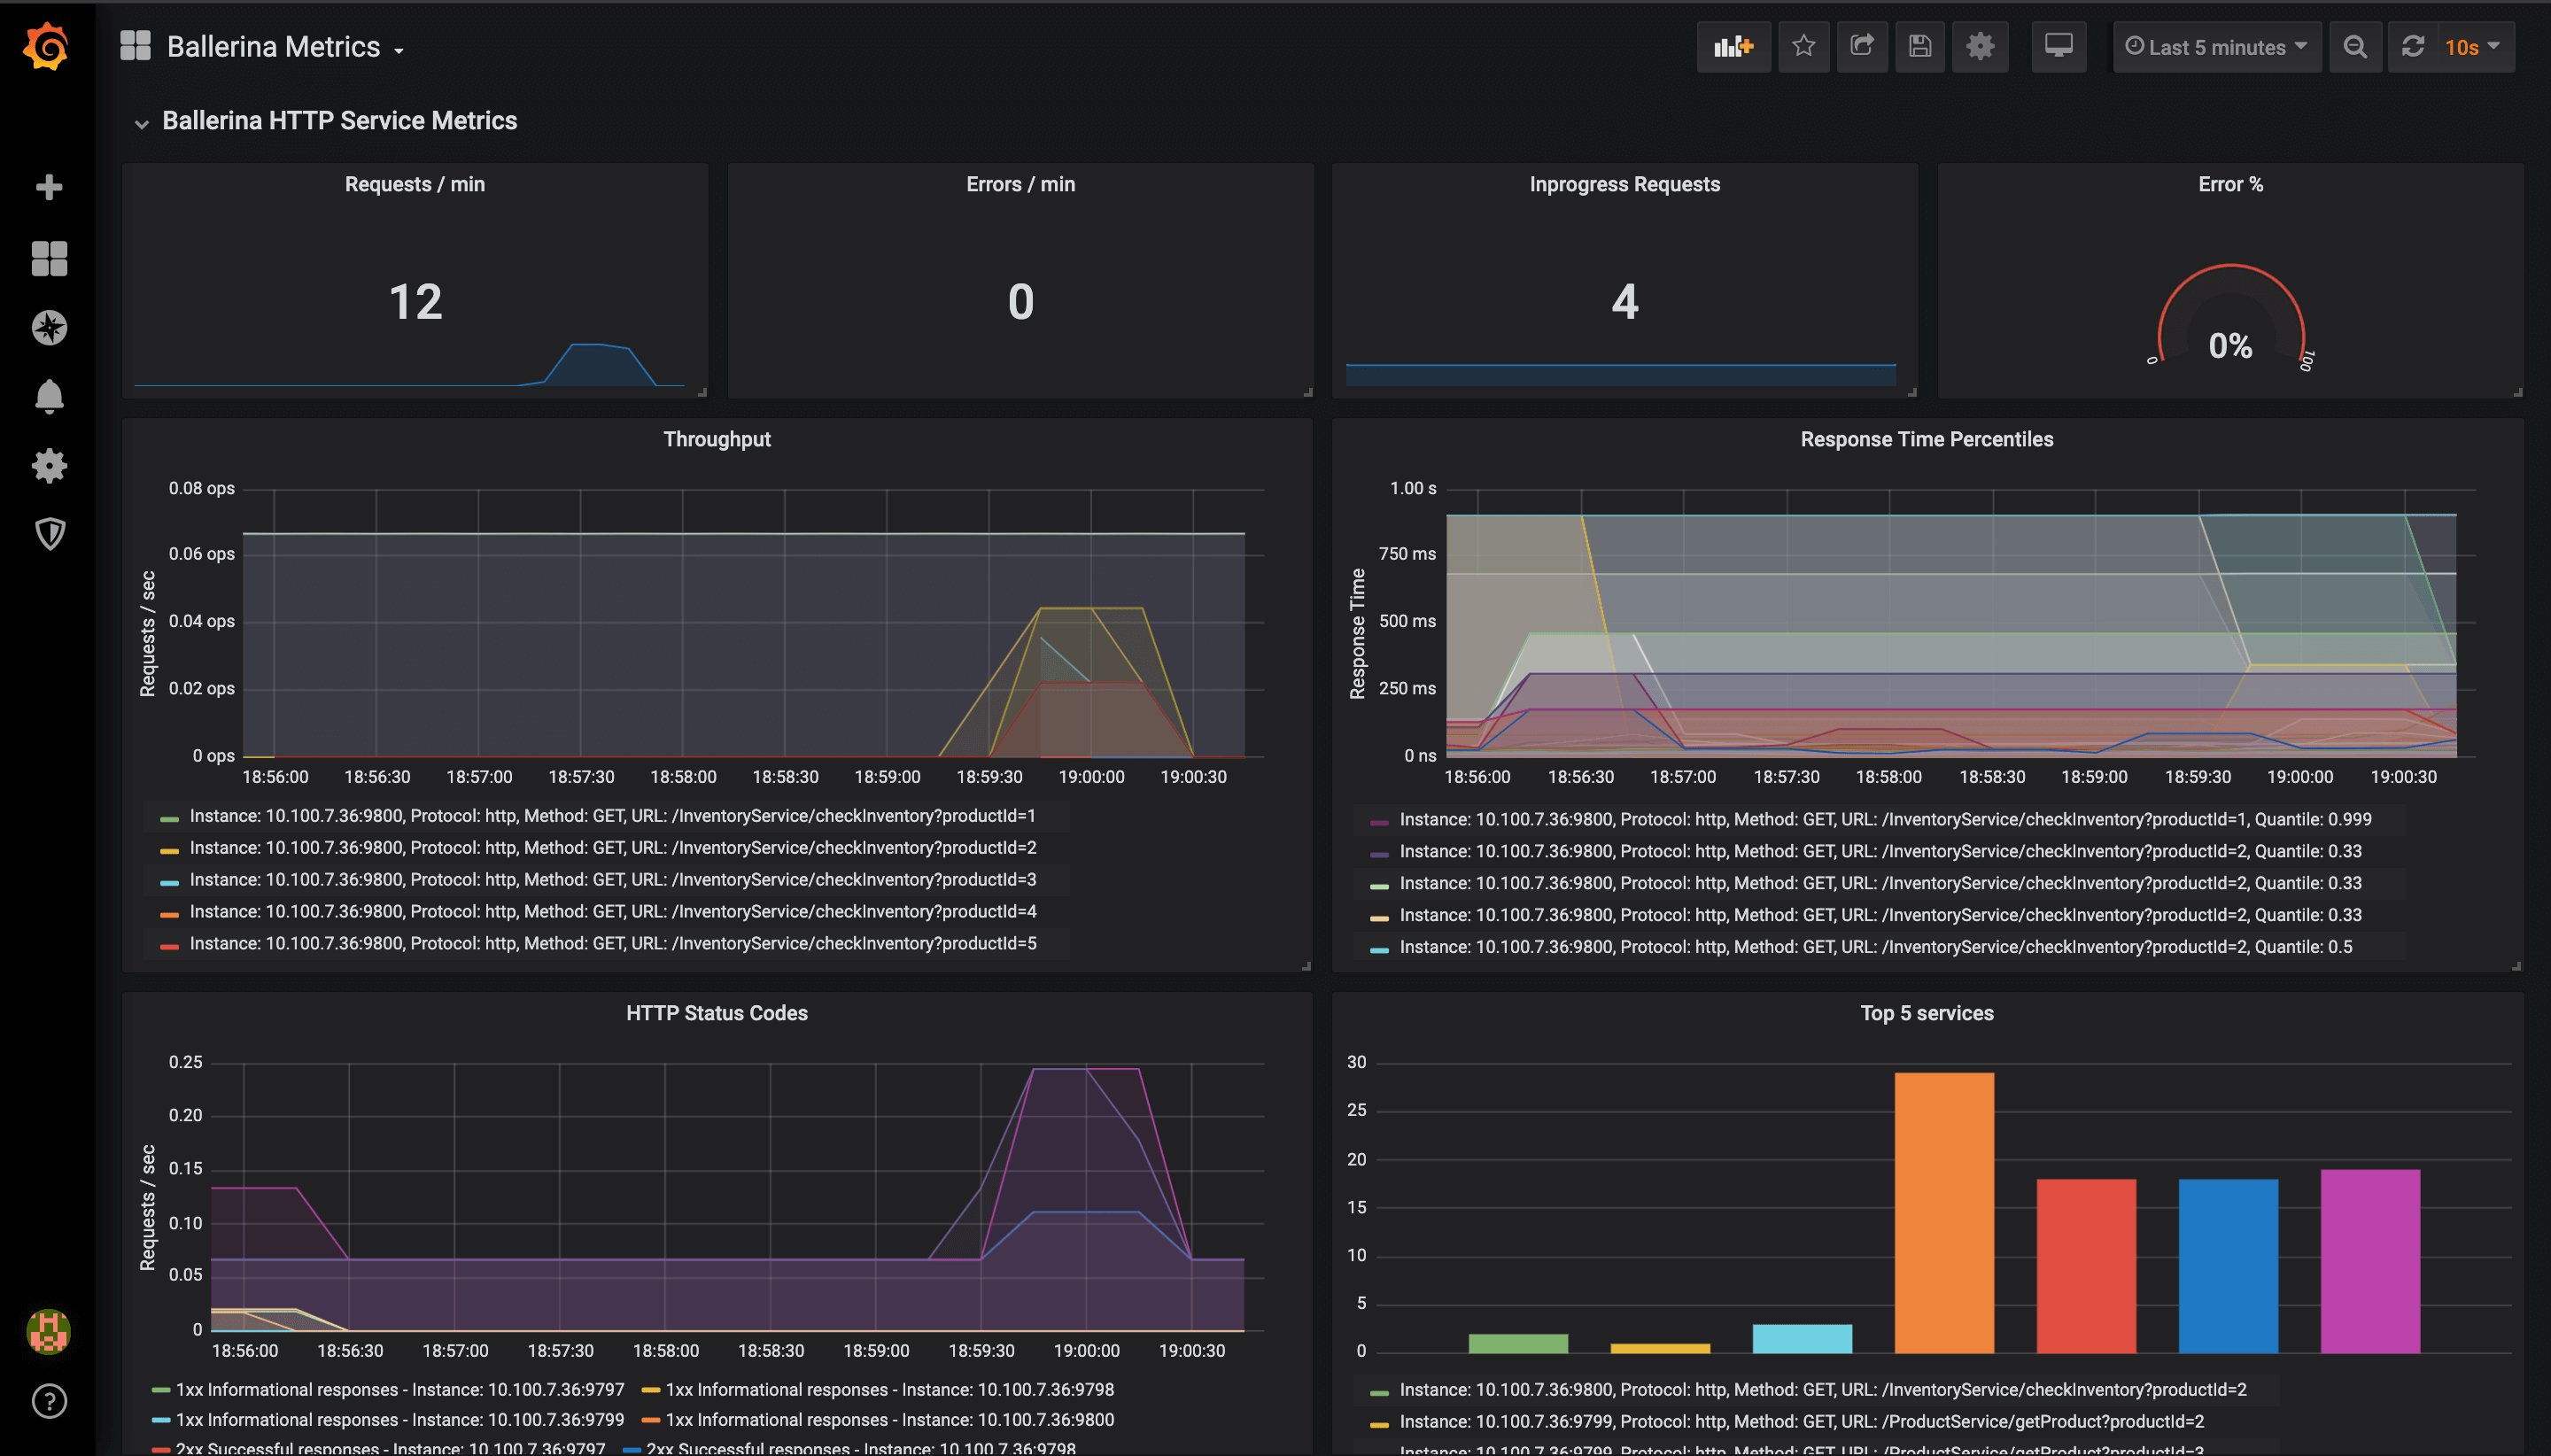 Ballerina Metrics
Last 5 minutes
10s
Ballerina HTTP Service Metrics
Requests / min
12
Errors / min
0
Inprogress Requests
4
Error %
0%
0
100
Throughput
Requests / sec
0.08 ops
0.06 ops
0.04 ops
0.02 ops
0 ops
18:56:00 18:56:30 18:57:00 18:57:30 18:58:00 18:58:30 18:59:00 18:59:30 19:00:00 19:00:30
Instance: 10.100.7.36:9800, Protocol: http, Method: GET, URL: /InventoryService/checkInventory?productId=1
Instance: 10.100.7.36:9800, Protocol: http, Method: GET, URL: /InventoryService/checkInventory?productId=2
Instance: 10.100.7.36:9800, Protocol: http, Method: GET, URL: /InventoryService/checkInventory?productId=3
Instance: 10.100.7.36:9800, Protocol: http, Method: GET, URL: /InventoryService/checkInventory?productId=4
Instance: 10.100.7.36:9800, Protocol: http, Method: GET, URL: /InventoryService/checkInventory?productId=5
Response Time Percentiles
Response Time
1.00 s
750 ms
500 ms
250 ms
0 ns
18:56:00 18:56:30 18:57:00 18:57:30 18:58:00 18:58:30 18:59:00 18:59:30 19:00:00 19:00:30
Instance: 10.100.7.36:9800, Protocol: http, Method: GET, URL: /InventoryService/checkInventory?productId=1, Quantile: 0.999
Instance: 10.100.7.36:9800, Protocol: http, Method: GET, URL: /InventoryService/checkInventory?productId=2, Quantile: 0.33
Instance: 10.100.7.36:9800, Protocol: http, Method: GET, URL: /InventoryService/checkInventory?productId=2, Quantile: 0.33
Instance: 10.100.7.36:9800, Protocol: http, Method: GET, URL: /InventoryService/checkInventory?productId=2, Quantile: 0.33
Instance: 10.100.7.36:9800, Protocol: http, Method: GET, URL: /InventoryService/checkInventory?productId=2, Quantile: 0.5
HTTP Status Codes
Requests / sec
0.25
0.20
0.15
0.10
0.05
0
18:56:00 18:56:30 18:57:00 18:57:30 18:58:00 18:58:30 18:59:00 18:59:30 19:00:00 19:00:30
1xx Informational responses - Instance: 10.100.7.36:9797 1xx Informational responses - Instance: 10.100.7.36:9798
1xx Informational responses - Instance: 10.100.7.36:9799 1xx Informational responses - Instance: 10.100.7.36:9800
2xx Successful responses - Instance: 10.100.7.36:9797 2xx Successful responses - Instance: 10.100.7.36:9798
Top 5 services
30
25
20
15
10
5
0
Instance: 10.100.7.36:9800, Protocol: http, Method: GET, URL: /InventoryService/checkInventory?productId=2
Instance: 10.100.7.36:9799, Protocol: http, Method: GET, URL: /ProductService/getProduct?productId=2
Instance: 10.100.7.36:9799, Protocol: http, Method: GET, URL: /ProductService/getProduct?productId=3